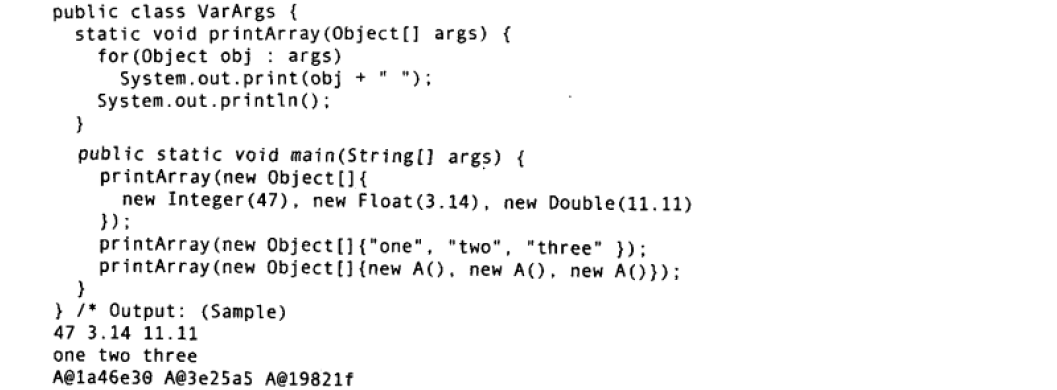 public class VarArgs {
static void printArray(Object[] args) {
for(Object obj : args)
System.out.print(obj + " ");
System.out.println();
}
public static void main(String[] args) {
printArray(new Object[]{
new Integer(47), new Float(3.14), new Double(11.11)
});
printArray(new Object[]{"one", "two", "three" });
printArray(new Object[]{new A(), new A(), new A()});
}
} /* Output: (Sample)
47 3.14 11.11
one two three
A@1a46e30 A@3e25a5 A@19821f